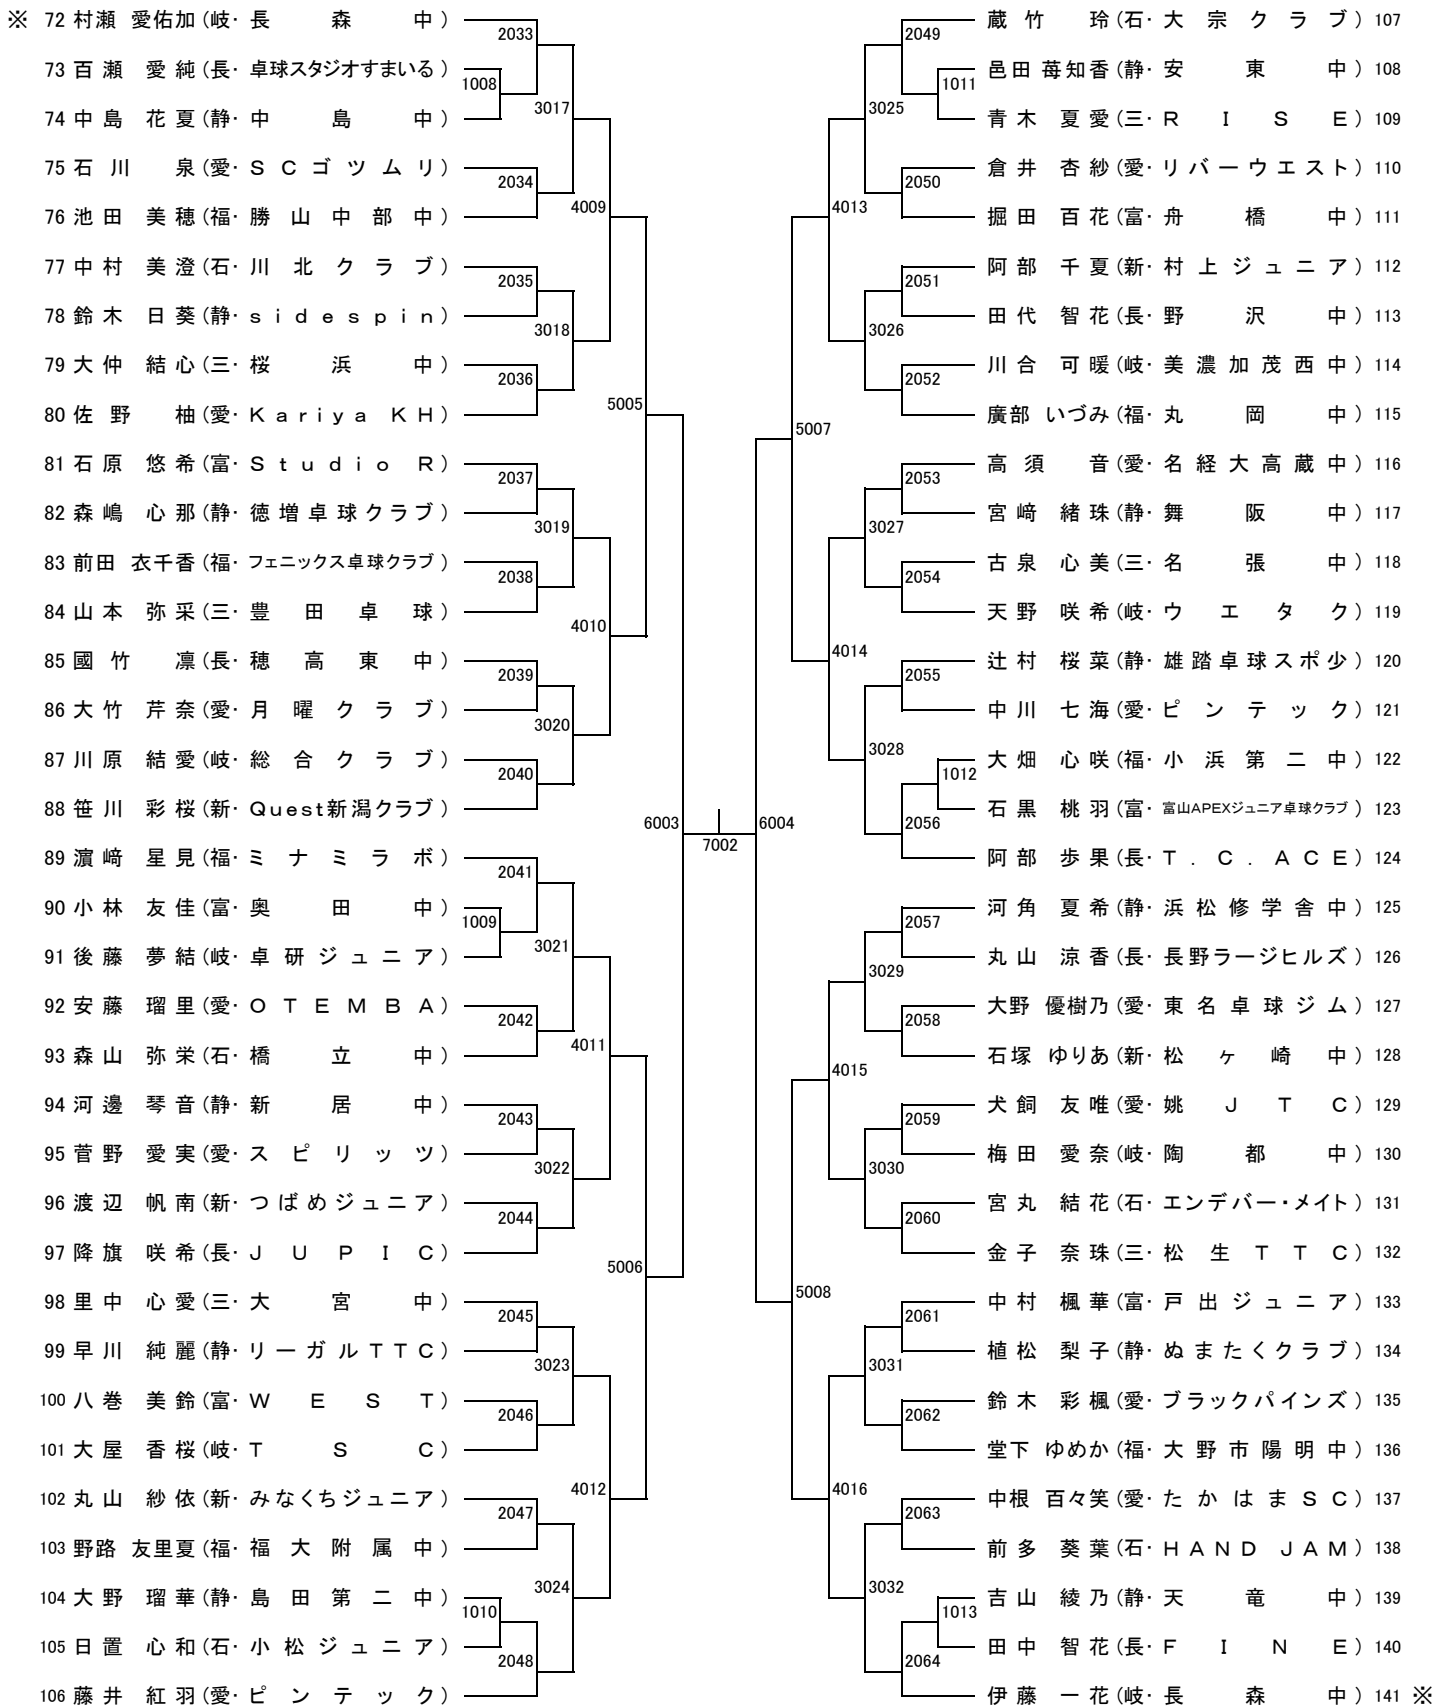 ※ 72 村瀬 愛佑加 (岐・長森中)
2033
73 百瀬 愛純 (長・卓球スタジオすまいる)
1008
74 中島 花夏 (静・中島中)
3017
75 石川 泉 (愛・SCゴツムリ)
2034
76 池田 美穂 (福・勝山中部中)
4009
77 中村 美澄 (石・川北クラブ)
2035
78 鈴木 日葵 (静・sidespin)
3018
79 大仲 結心 (三・桜浜中)
2036
80 佐野 柚 (愛・Kariya KH)
5005
81 石原 悠希 (富・Studio R)
2037
82 森嶋 心那 (静・徳増卓球クラブ)
3019
83 前田 衣千香 (福・フェニックス卓球クラブ)
2038
84 山本 弥采 (三・豊田卓球)
4010
85 國竹 凛 (長・穂高東中)
2039
86 大竹 芹奈 (愛・月曜クラブ)
3020
87 川原 結愛 (岐・総合クラブ)
2040
88 笹川 彩桜 (新・Quest新潟クラブ)
6003
89 濵﨑 星見 (福・ミナミラボ)
2041
90 小林 友佳 (富・奥田中)
1009
91 後藤 夢結 (岐・卓研ジュニア)
3021
92 安藤 瑠里 (愛・OTEMBA)
2042
93 森山 弥栄 (石・橋立中)
4011
94 河邊 琴音 (静・新居中)
2043
95 菅野 愛実 (愛・スピリッツ)
3022
96 渡辺 帆南 (新・つばめジュニア)
2044
97 降旗 咲希 (長・JUPIC)
5006
98 里中 心愛 (三・大宮中)
2045
99 早川 純麗 (静・リーガルTTC)
3023
100 八巻 美鈴 (富・WEST)
2046
101 大屋 香桜 (岐・TSC)
4012
102 丸山 紗依 (新・みなくちジュニア)
2047
103 野路 友里夏 (福・福大附属中)
3024
104 大野 瑠華 (静・島田第二中)
1010
105 日置 心和 (石・小松ジュニア)
2048
106 藤井 紅羽 (愛・ピンテック)
7002
蔵竹 玲 (石・大宗クラブ) 107
2049
邑田 苺知香 (静・安東中) 108
1011
青木 夏愛 (三・RISE) 109
3025
倉井 杏紗 (愛・リバーウエスト) 110
2050
掘田 百花 (富・舟橋中) 111
4013
阿部 千夏 (新・村上ジュニア) 112
2051
田代 智花 (長・野沢中) 113
3026
川合 可暖 (岐・美濃加茂西中) 114
2052
廣部 いづみ (福・丸岡中) 115
5007
高須 音 (愛・名経大高蔵中) 116
2053
宮﨑 緒珠 (静・舞阪中) 117
3027
古泉 心美 (三・名張中) 118
2054
天野 咲希 (岐・ウエタク) 119
4014
辻村 桜菜 (静・雄踏卓球スポ少) 120
2055
中川 七海 (愛・ピンテック) 121
3028
大畑 心咲 (福・小浜第二中) 122
1012
石黒 桃羽 (富・富山APEXジュニア卓球クラブ) 123
2056
6004
阿部 歩果 (長・T.C.ACE) 124
河角 夏希 (静・浜松修学舎中) 125
2057
丸山 涼香 (長・長野ラージヒルズ) 126
3029
大野 優樹乃 (愛・東名卓球ジム) 127
2058
石塚 ゆりあ (新・松ヶ崎中) 128
4015
犬飼 友唯 (愛・姚JTC) 129
2059
梅田 愛奈 (岐・陶都中) 130
3030
宮丸 結花 (石・エンデバー・メイト) 131
2060
金子 奈珠 (三・松生TTC) 132
5008
中村 楓華 (富・戸出ジュニア) 133
2061
植松 梨子 (静・ぬまたくクラブ) 134
3031
鈴木 彩楓 (愛・ブラックパインズ) 135
2062
堂下 ゆめか (福・大野市陽明中) 136
4016
中根 百々笑 (愛・たかはまSC) 137
2063
前多 葵葉 (石・HAND JAM) 138
3032
吉山 綾乃 (静・天竜中) 139
1013
田中 智花 (長・FINE) 140
2064
伊藤 一花 (岐・長森中) 141 ※